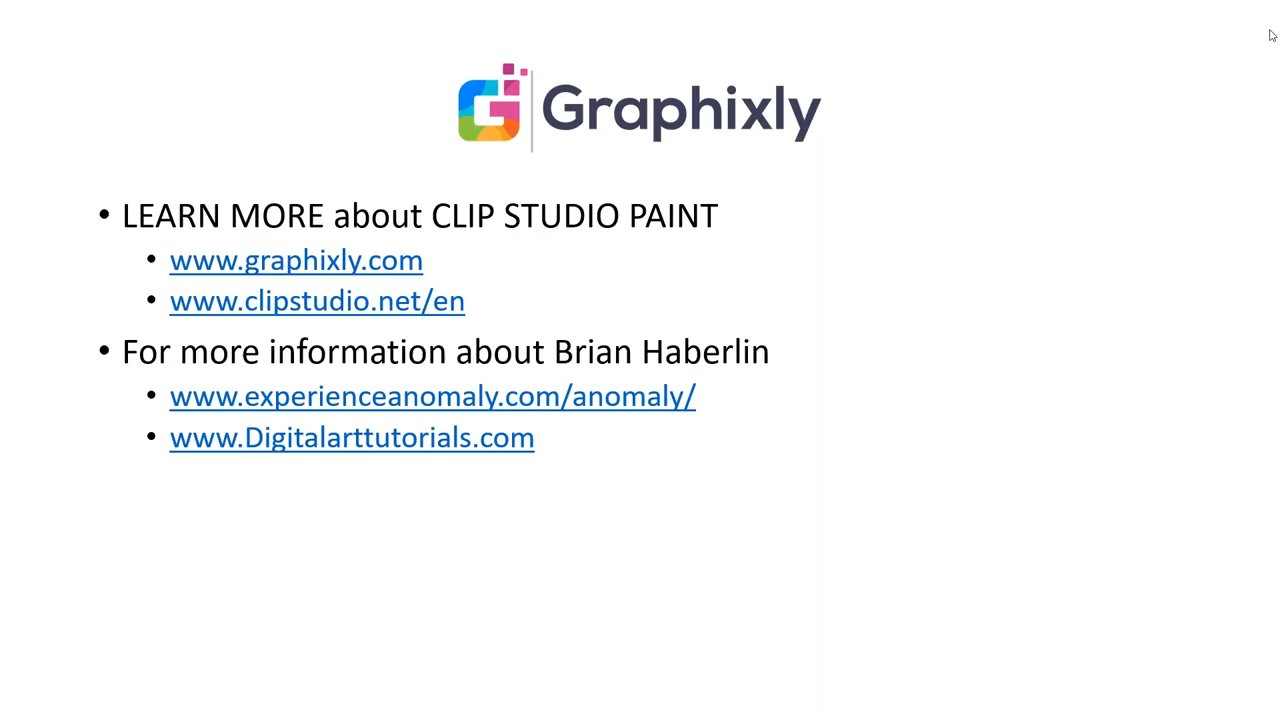 Graphixly
• LEARN MORE about CLIP STUDIO PAINT
• www.graphixly.com
• www.clipstudio.net/en
• For more information about Brian Haberlin
• www.experienceanomaly.com/anomaly/
• www.Digitalarttutorials.com